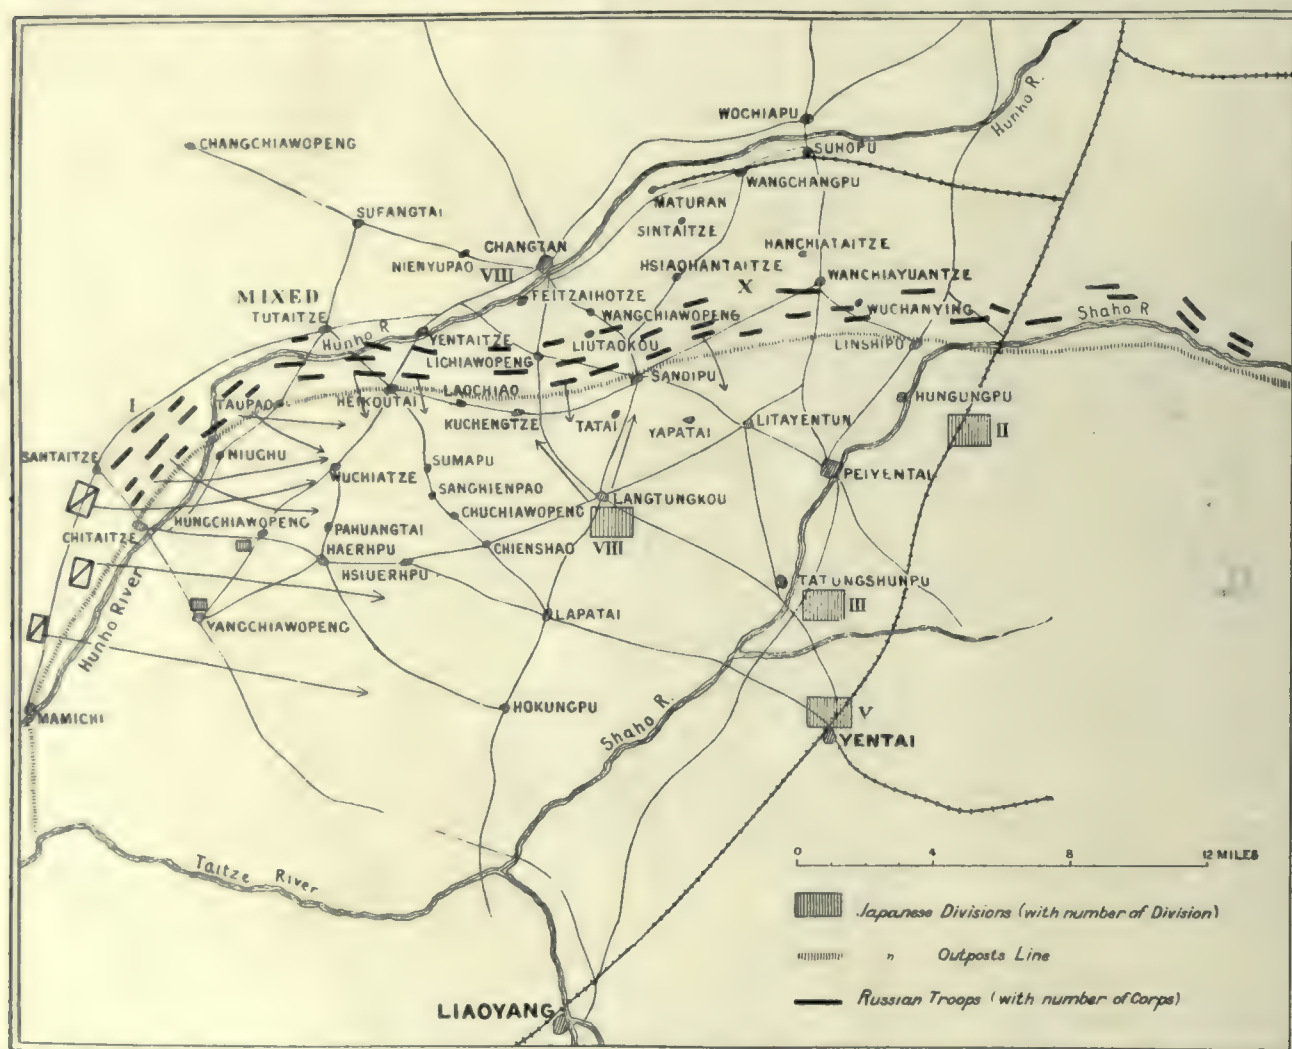 WOCHIAPU
Hunho R.
CHANGCHIAWOPENG
SUHOPU
WANGCHANGPU
MATURAN
SUFANGTAI
SINTAITZE
CHANGTAN
HANCHIATAITZE
NIENYUPAO
VIII
HSIAOHANTAITZE
WANCHIAYUANTZE
X
MIXED
FEITZAIHOTZE
WUCHANYING
TUTAITZE
WANGCHIAWOPENG
Shaho R
Hunho R
YENTAITZE
LIUTAOKOU
LINSHIPU
LICHIAWOPENG
SANDIPU
I
TAUPAO
HEIKOUTAI
LAOCHIAO
HUNGUNGPU
KUCHENGTZE
TATAI
YAPATAI
LITAYENTUN
II
SANTAITZE
NIUGHU
WUCHIATZE
SUMAPU
PEIYENTAI
SANGHIENPAO
LANGTUNGKOU
CHUCHIAWOPENG
HUNGCHIAWOPENG
PAHUANGTAI
CHITAITZE
VIII
HAERHPU
CHIENSHAO
HSIUERHPU
TATUNGSHUNPU
III
LAPATAI
YANGCHIAWOPENG
Hunho River
MAMICHI
HOKUNGPU
Shaho R.
V
YENTAI
Taitze River
0 4 8 12 MILES
Japanese Divisions (with number of Division)
" Outposts Line
Russian Troops (with number of Corps)
LIAOYANG